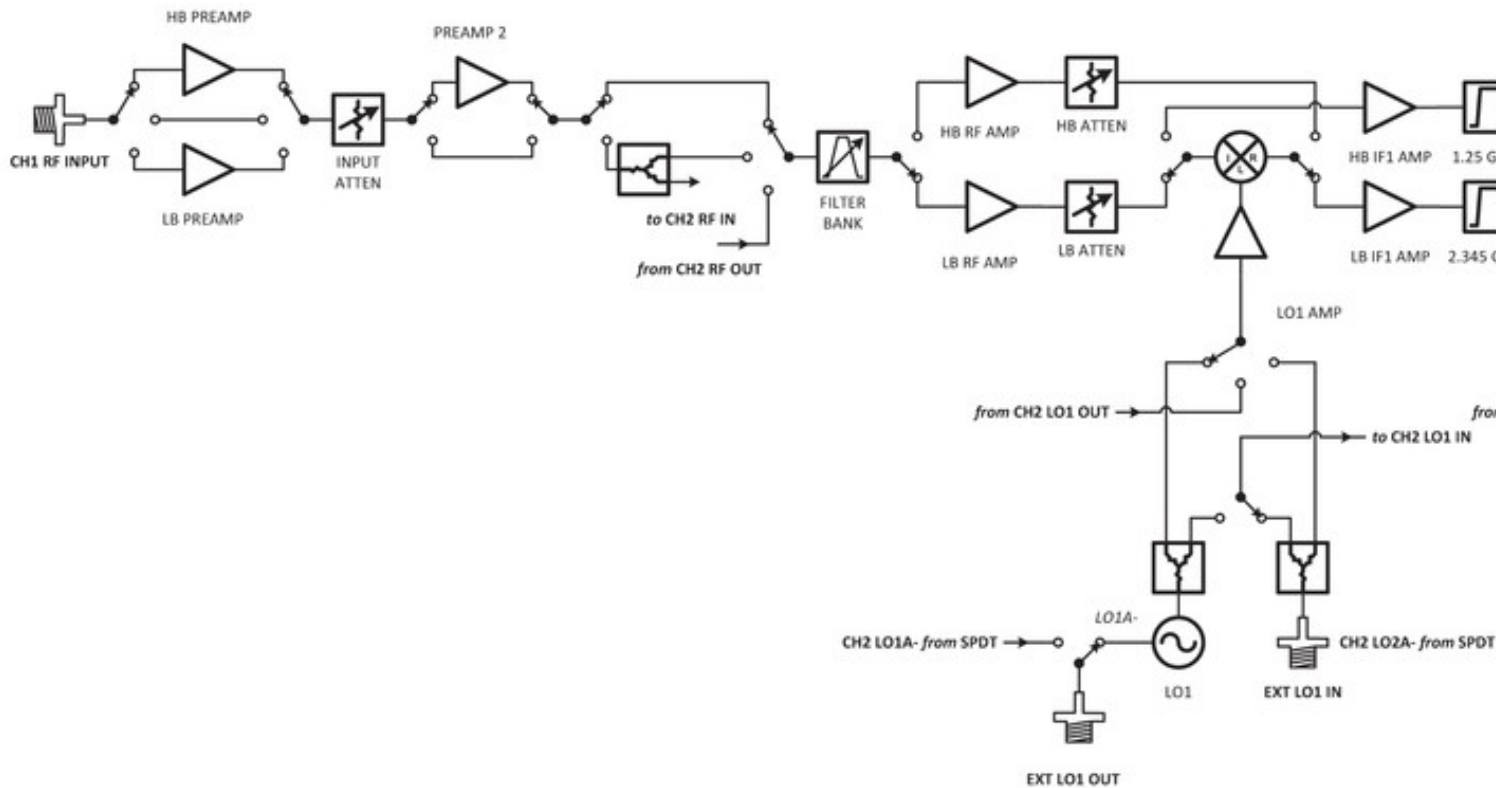 HB PREAMP
PREAMP 2
CH1 RF INPUT
INPUT
ATTEN
LB PREAMP
to CH2 RF IN
from CH2 RF OUT
FILTER
BANK
HB RF AMP
HB ATTEN
LB RF AMP
LB ATTEN
I
R
L
HB IF1 AMP
1.25 G
LB IF1 AMP
2.345
LO1 AMP
from CH2 LO1 OUT
to CH2 LO1 IN
LO1A-
CH2 LO1A- from SPDT
LO1
CH2 LO2A- from SPDT
EXT LO1 IN
EXT LO1 OUT